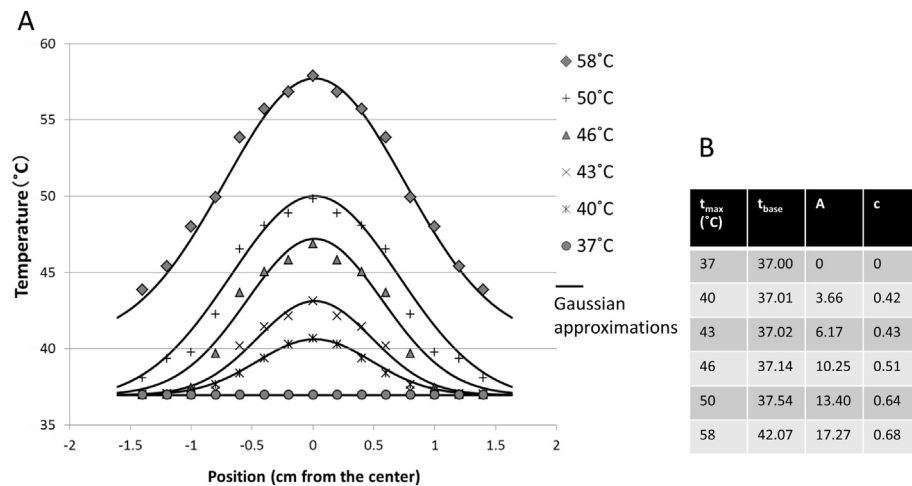 A
60
55
50
45
40
35
-2 -1.5 -1 -0.5 0 0.5 1 1.5 2
Temperature (˚C)
Position (cm from the center)
58˚C
50˚C
46˚C
43˚C
40˚C
37˚C
Gaussian
approximations
B
tmax tbase A c
(˚C)
37 37.00 0 0
40 37.01 3.66 0.42
43 37.02 6.17 0.43
46 37.14 10.25 0.51
50 37.54 13.40 0.64
58 42.07 17.27 0.68